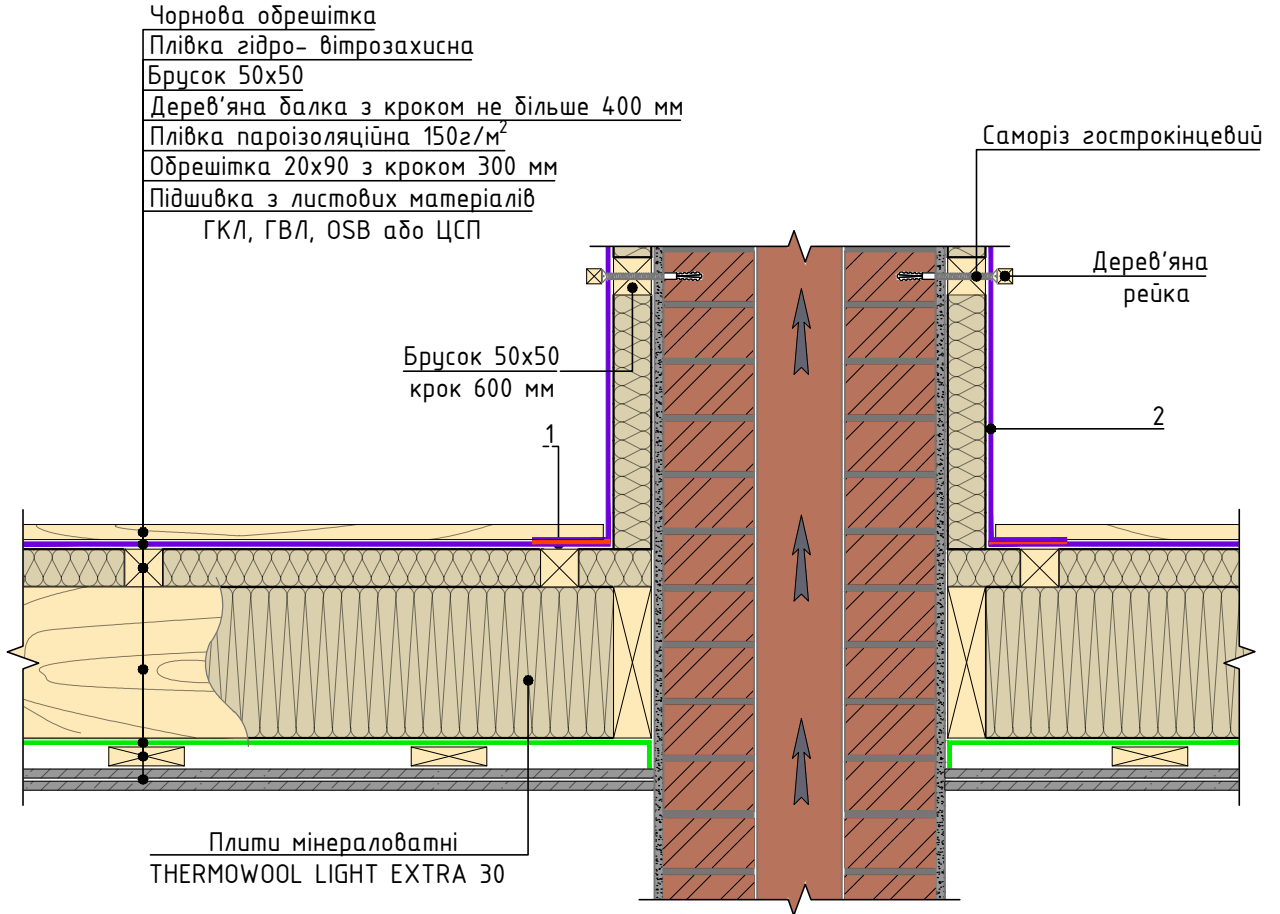 Чорнова обрешітка
Плівка гідро- вітрозахисна
Брусок 50х50
Дерев'яна балка з кроком не більше 400 мм
Плівка пароізоляційна 150г/м²
Обрешітка 20х90 з кроком 300 мм
Підшивка з листових матеріалів
ГКЛ, ГВЛ, OSB або ЦСП
Саморіз гострокінцевий
Дерев'яна
рейка
Брусок 50х50
крок 600 мм
1
2
Плити мінераловатні
THERMOWOOL LIGHT EXTRA 30